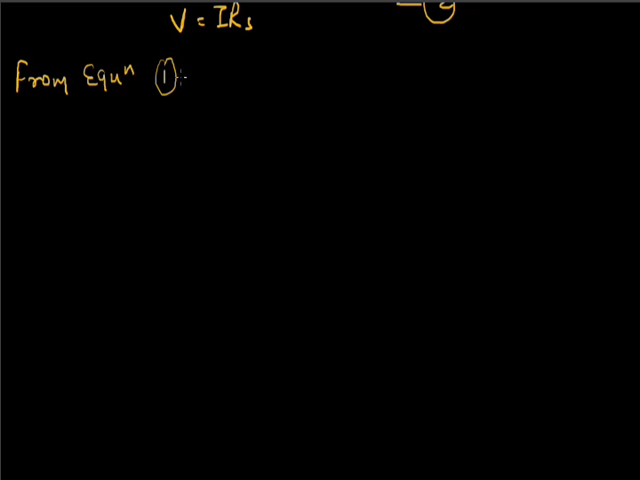 V = IRs
From Equⁿ ①